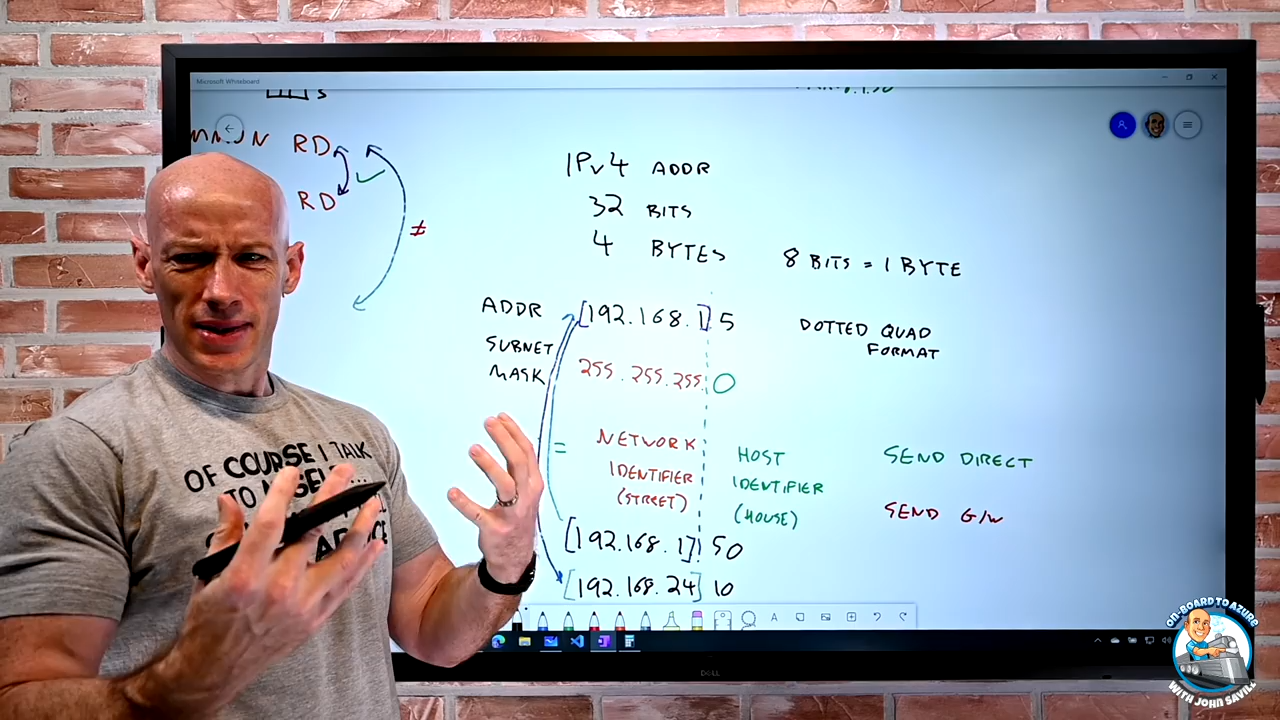 Microsoft Whiteboard
RD
RD
≠
IPv4 ADDR
32 BITS
4 BYTES
8 BITS = 1 BYTE
ADDR [192.168.1] 5
DOTTED QUAD
FORMAT
SUBNET
MASK
255.255.255. 0
=
NETWORK
IDENTIFIER
(STREET)
HOST
IDENTIFIER
(HOUSE)
SEND DIRECT
SEND G/W
[192.168.1] 50
[192.168.24] 10
OF COURSE I TALK
TO
DELL
ON-BOARD TO AZURE
WITH JOHN SAVILL